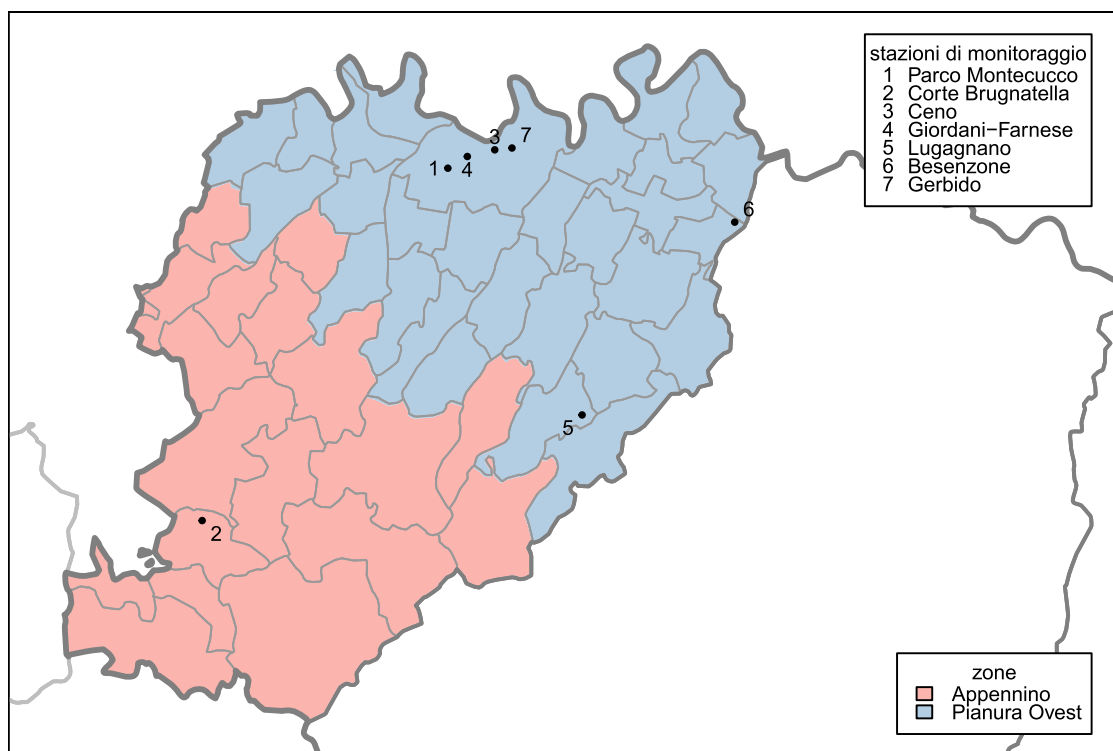 stazioni di monitoraggio
1 Parco Montecucco
2 Corte Brugnatella
3 Ceno
4 Giordani−Farnese
5 Lugagnano
6 Besenzone
7 Gerbido
3
7
1
4
6
5
2
zone
Appennino
Pianura Ovest